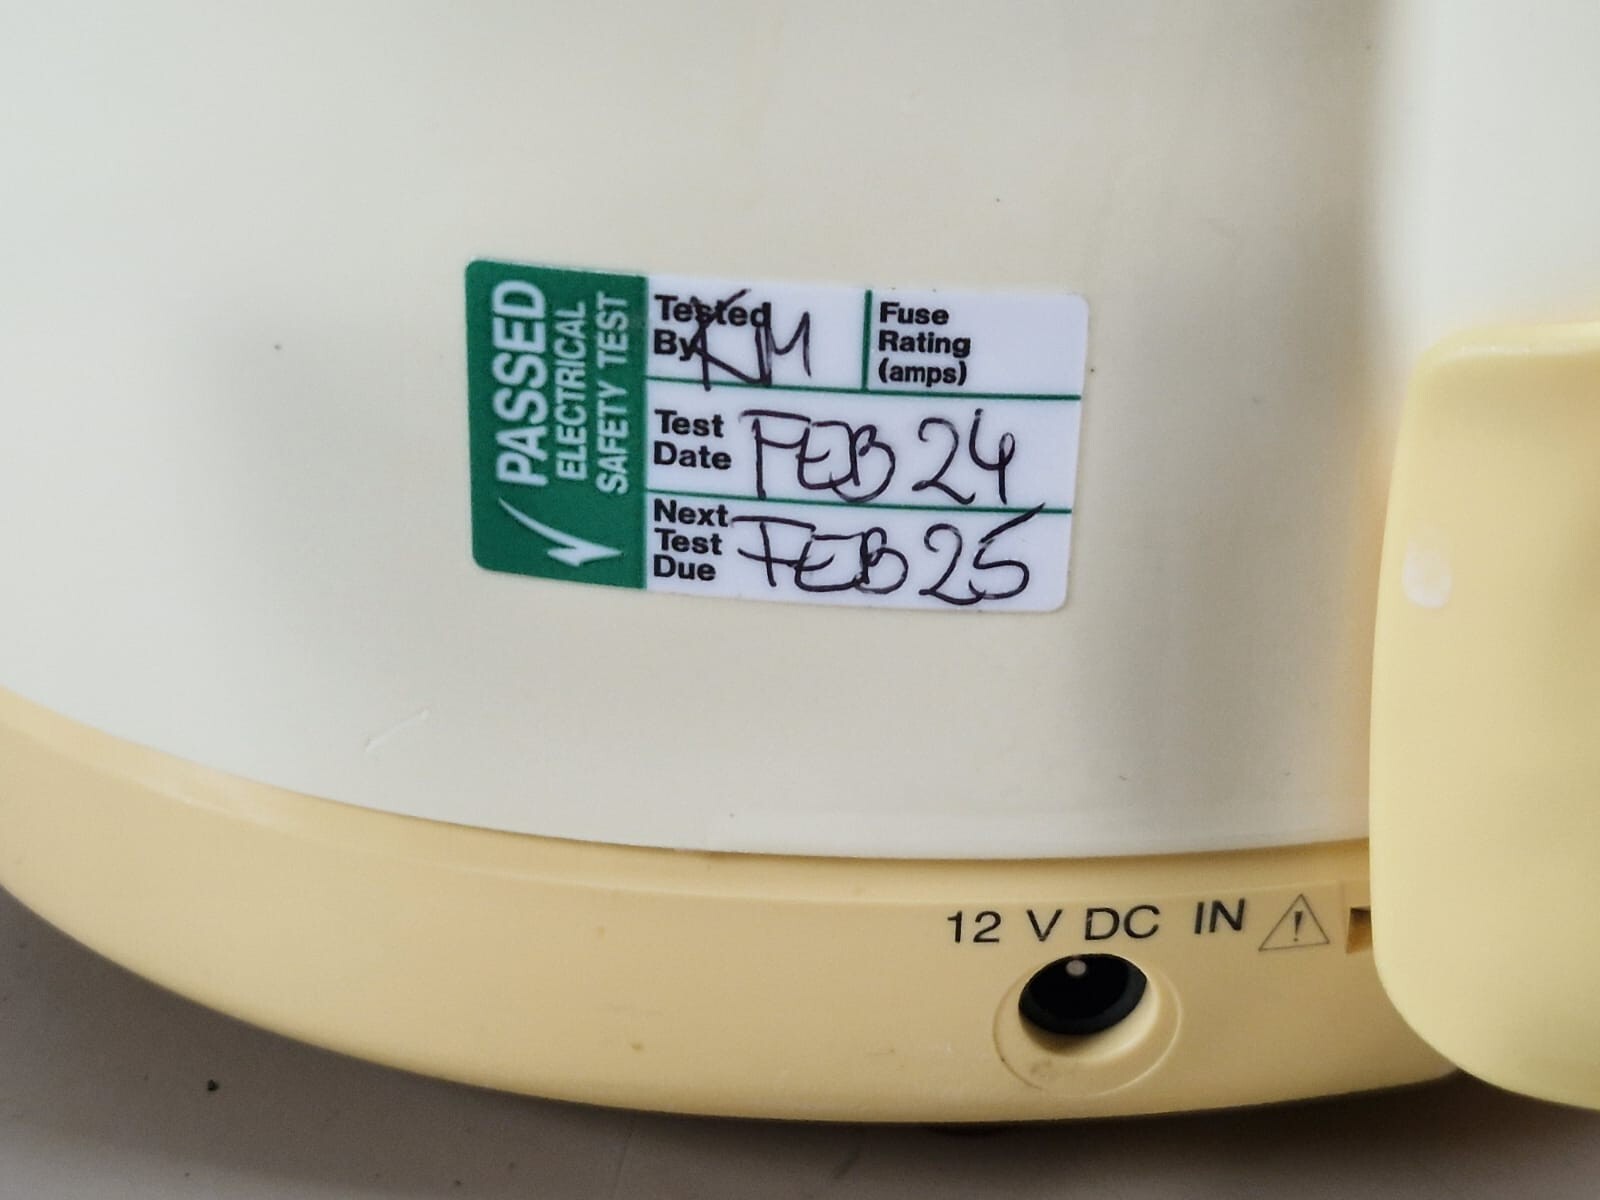 PASSED
ELECTRICAL
SAFETY TEST
Tested
By KM
Fuse
Rating
(amps)
Test
Date FEB 24
Next
Test
Due FEB 25
12 V DC IN